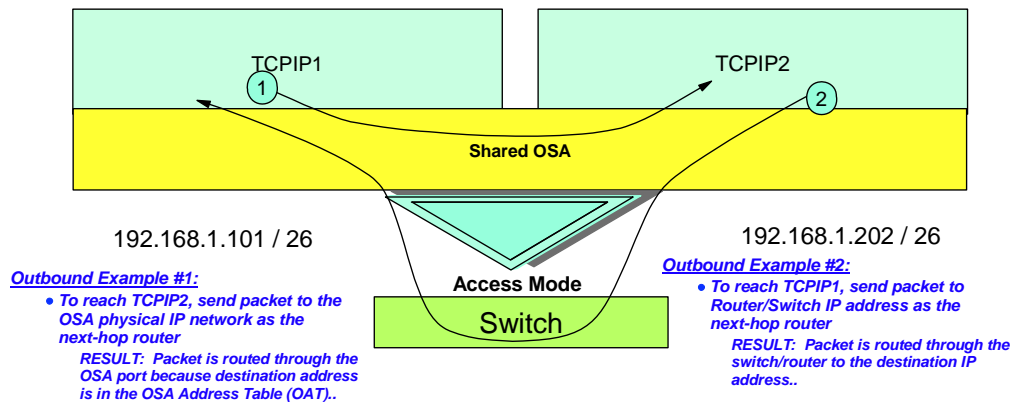 TCPIP1
TCPIP2
1
2
Shared OSA
192.168.1.101 / 26
192.168.1.202 / 26
Outbound Example #1:
• To reach TCPIP2, send packet to the
OSA physical IP network as the
next-hop router
RESULT: Packet is routed through the
OSA port because destination address
is in the OSA Address Table (OAT)..
Access Mode
Switch
Outbound Example #2:
• To reach TCPIP1, send packet to
Router/Switch IP address as the
next-hop router
RESULT: Packet is routed through the
switch/router to the destination IP
address..